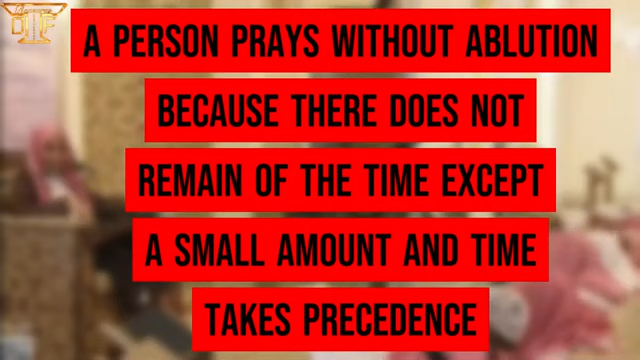 A PERSON PRAYS WITHOUT ABLUTION
BECAUSE THERE DOES NOT
REMAIN OF THE TIME EXCEPT
A SMALL AMOUNT AND TIME
TAKES PRECEDENCE